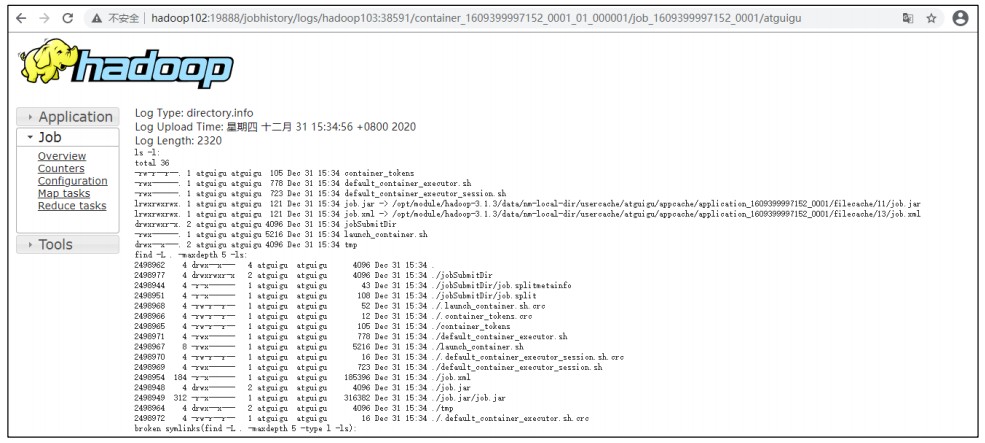 不安全 | hadoop102:19888/jobhistory/logs/hadoop103:38591/container_1609399997152_0001_01_000001/job_1609399997152_0001/atguigu
hadoop
Application
Job
Overview
Counters
Configuration
Map tasks
Reduce tasks
Tools
Log Type: directory.info
Log Upload Time: 星期四 十二月 31 15:34:56 +0800 2020
Log Length: 2320
ls -l:
total 36
-rw-r--r--. 1 atguigu atguigu 105 Dec 31 15:34 container_tokens
-rwx------. 1 atguigu atguigu 778 Dec 31 15:34 default_container_executor.sh
-rwx------. 1 atguigu atguigu 723 Dec 31 15:34 default_container_executor_session.sh
lrwxrwxrwx. 1 atguigu atguigu 121 Dec 31 15:34 job.jar -> /opt/module/hadoop-3.1.3/data/nm-local-dir/usercache/atguigu/appcache/application_1609399997152_0001/filecache/11/job.jar
lrwxrwxrwx. 1 atguigu atguigu 121 Dec 31 15:34 job.xml -> /opt/module/hadoop-3.1.3/data/nm-local-dir/usercache/atguigu/appcache/application_1609399997152_0001/filecache/13/job.xml
drwxrwxr-x. 2 atguigu atguigu 4096 Dec 31 15:34 jobSubmitDir
-rwx------. 1 atguigu atguigu 5216 Dec 31 15:34 launch_container.sh
drwx--x---. 2 atguigu atguigu 4096 Dec 31 15:34 tmp
find -L . -maxdepth 5 -ls:
2498962 4 drwx--x--- 4 atguigu atguigu 4096 Dec 31 15:34 .
2498977 4 drwxrwxr-x 2 atguigu atguigu 4096 Dec 31 15:34 ./jobSubmitDir
2498944 4 -r-x------ 1 atguigu atguigu 43 Dec 31 15:34 ./jobSubmitDir/job.splitmetainfo
2498951 4 -r-x------ 1 atguigu atguigu 108 Dec 31 15:34 ./jobSubmitDir/job.split
2498968 4 -rw-r--r-- 1 atguigu atguigu 52 Dec 31 15:34 ./.launch_container.sh.crc
2498966 4 -rw-r--r-- 1 atguigu atguigu 12 Dec 31 15:34 ./.container_tokens.crc
2498965 4 -rw-r--r-- 1 atguigu atguigu 105 Dec 31 15:34 ./container_tokens
2498971 4 -rwx------ 1 atguigu atguigu 778 Dec 31 15:34 ./default_container_executor.sh
2498967 8 -rwx------ 1 atguigu atguigu 5216 Dec 31 15:34 ./launch_container.sh
2498970 4 -rw-r--r-- 1 atguigu atguigu 16 Dec 31 15:34 ./.default_container_executor_session.sh.crc
2498969 4 -rwx------ 1 atguigu atguigu 723 Dec 31 15:34 ./default_container_executor_session.sh
2498954 184 -r-x------ 1 atguigu atguigu 185396 Dec 31 15:34 ./job.xml
2498948 4 drwx------ 2 atguigu atguigu 4096 Dec 31 15:34 ./job.jar
2498949 312 -r-x------ 1 atguigu atguigu 316382 Dec 31 15:34 ./job.jar/job.jar
2498964 4 drwx--x--- 2 atguigu atguigu 4096 Dec 31 15:34 ./tmp
2498972 4 -rw-r--r-- 1 atguigu atguigu 16 Dec 31 15:34 ./.default_container_executor.sh.crc
broken symlinks(find -L . -maxdepth 5 -type l -ls):